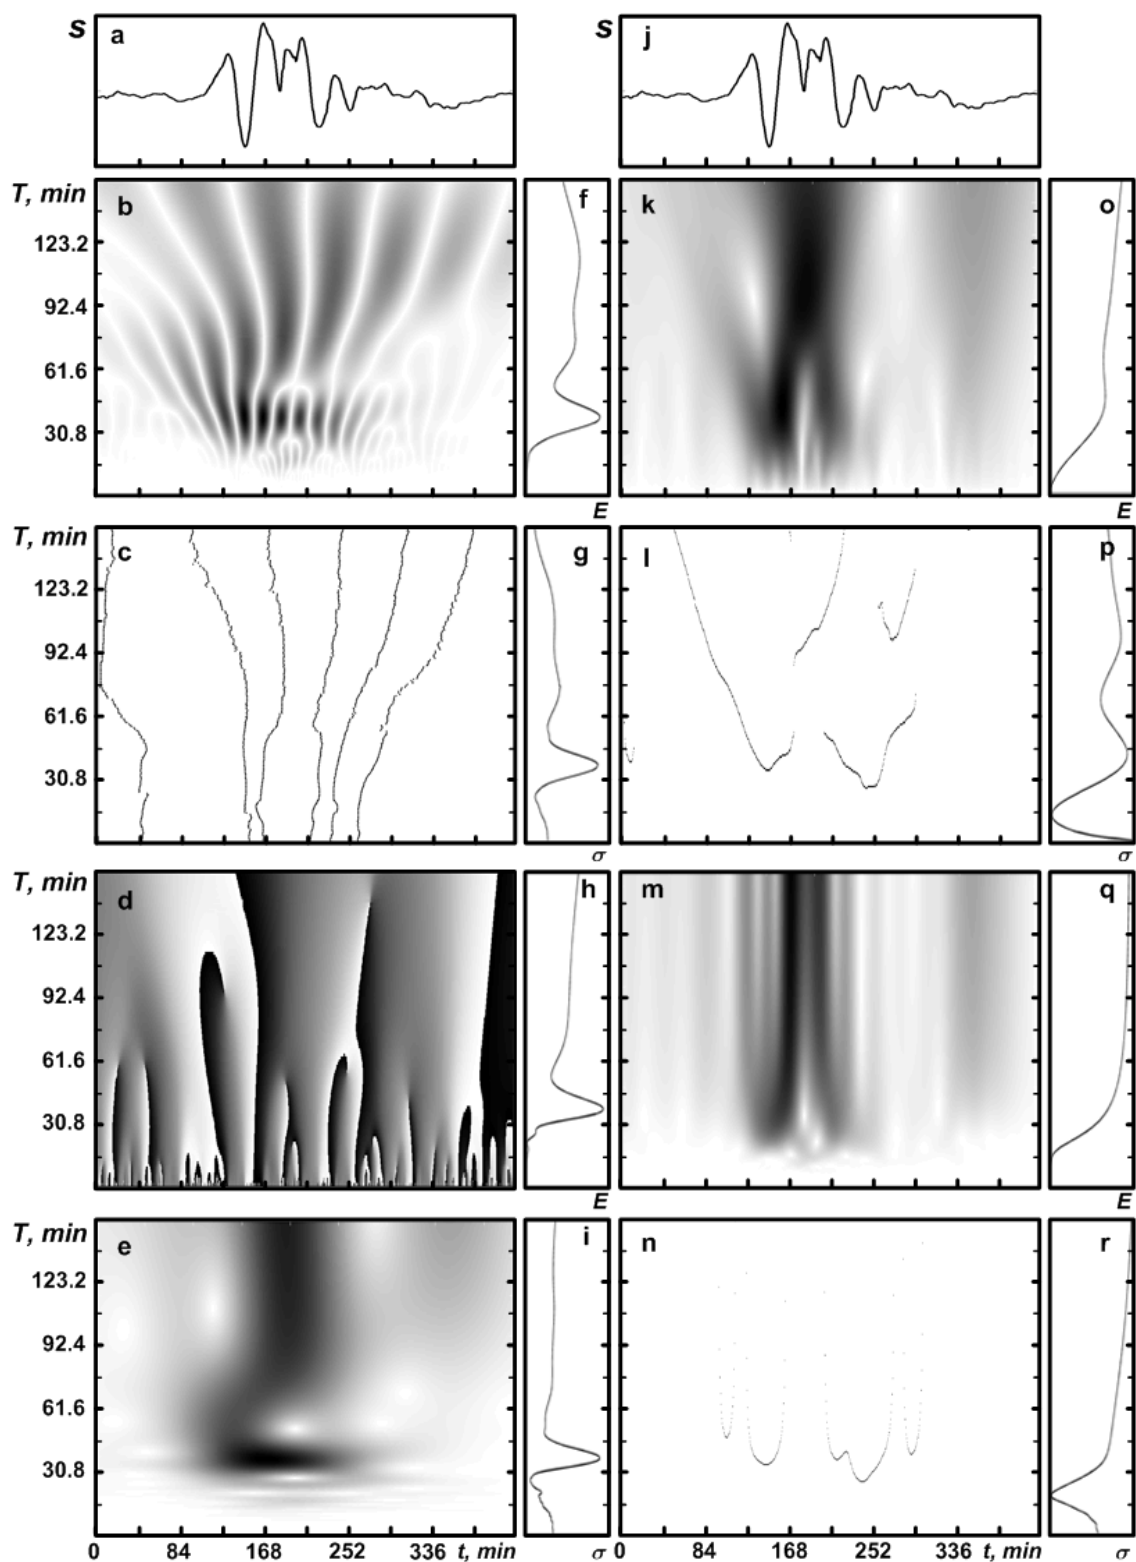 S a S j
T, min b f k o
123.2
92.4
61.6
30.8
E E
T, min c g l p
123.2
92.4
61.6
30.8
σ σ
T, min d h m q
123.2
92.4
61.6
30.8
E E
T, min e i n r
123.2
92.4
61.6
30.8
0 84 168 252 336 t, min σ 84 168 252 336 t, min σ